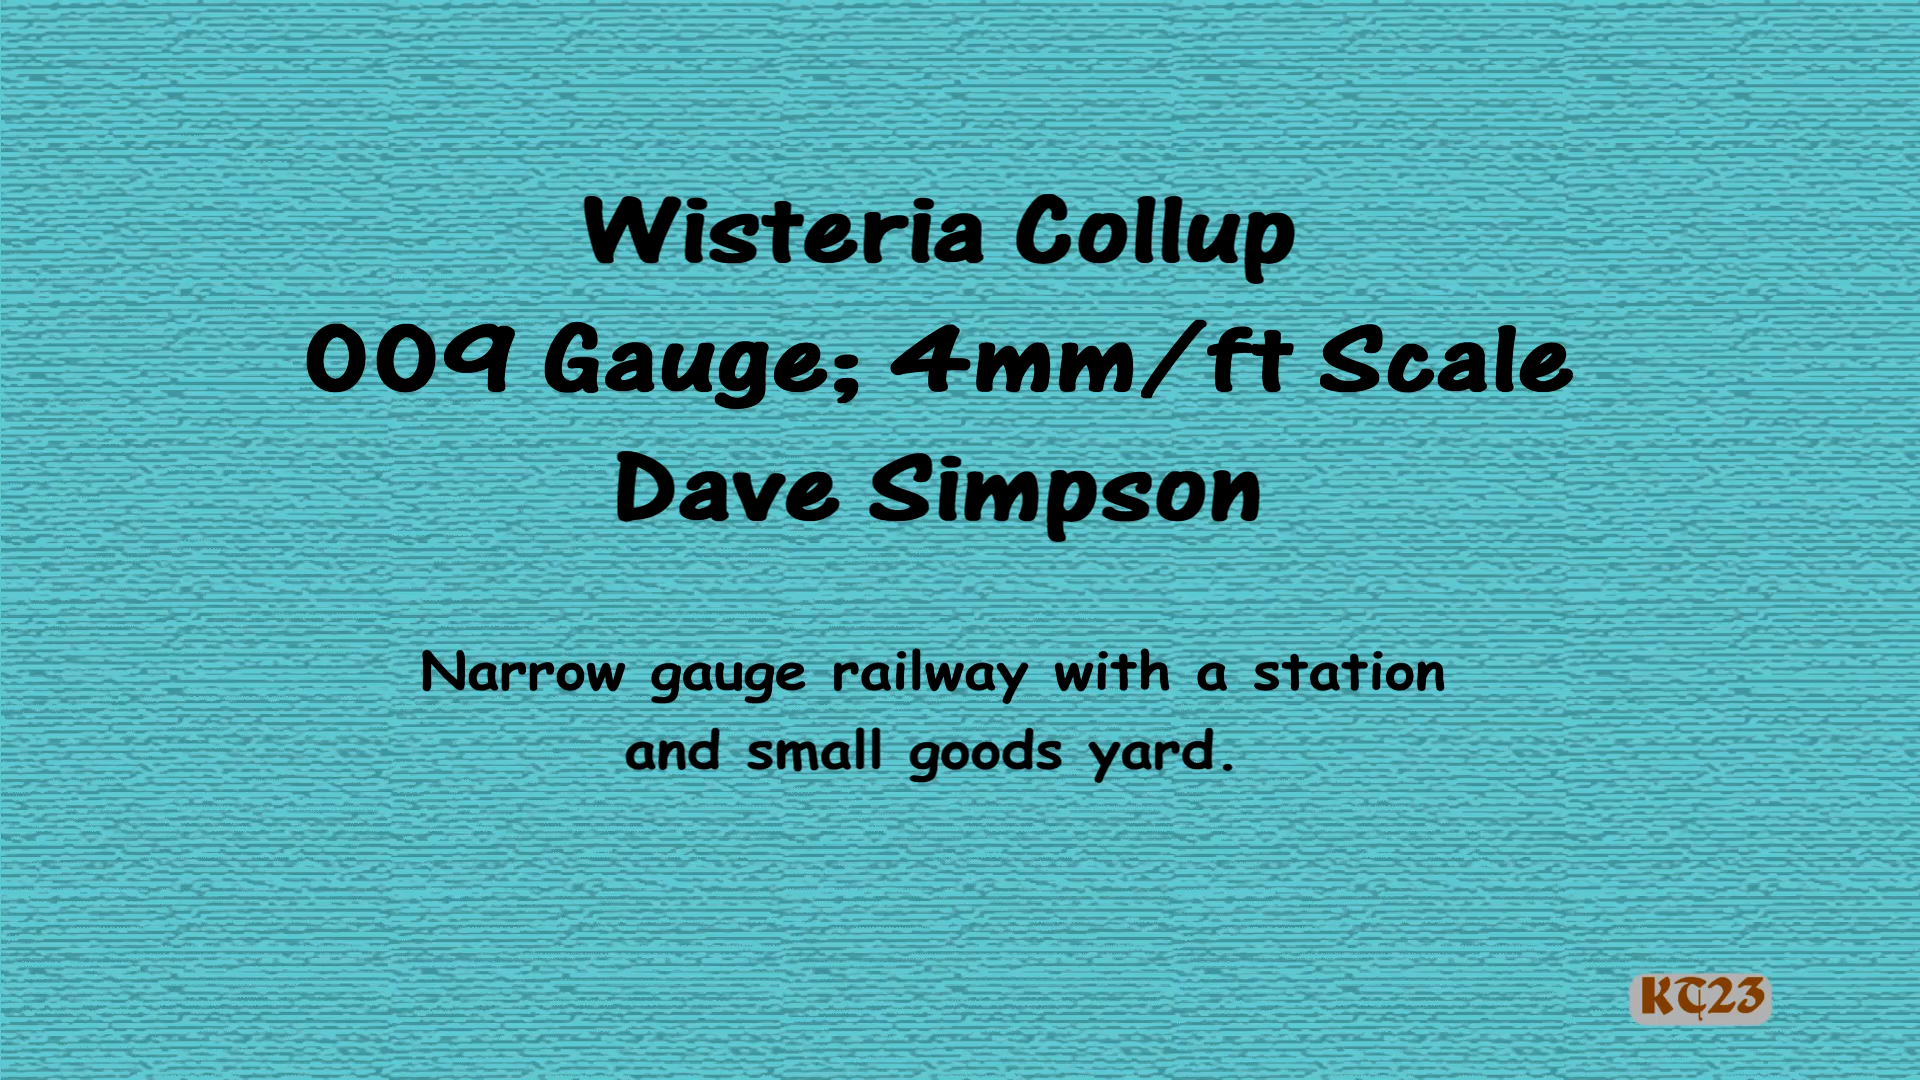 Wisteria Collup
009 Gauge; 4mm/ft Scale
Dave Simpson
Narrow gauge railway with a station
and small goods yard.
KT23